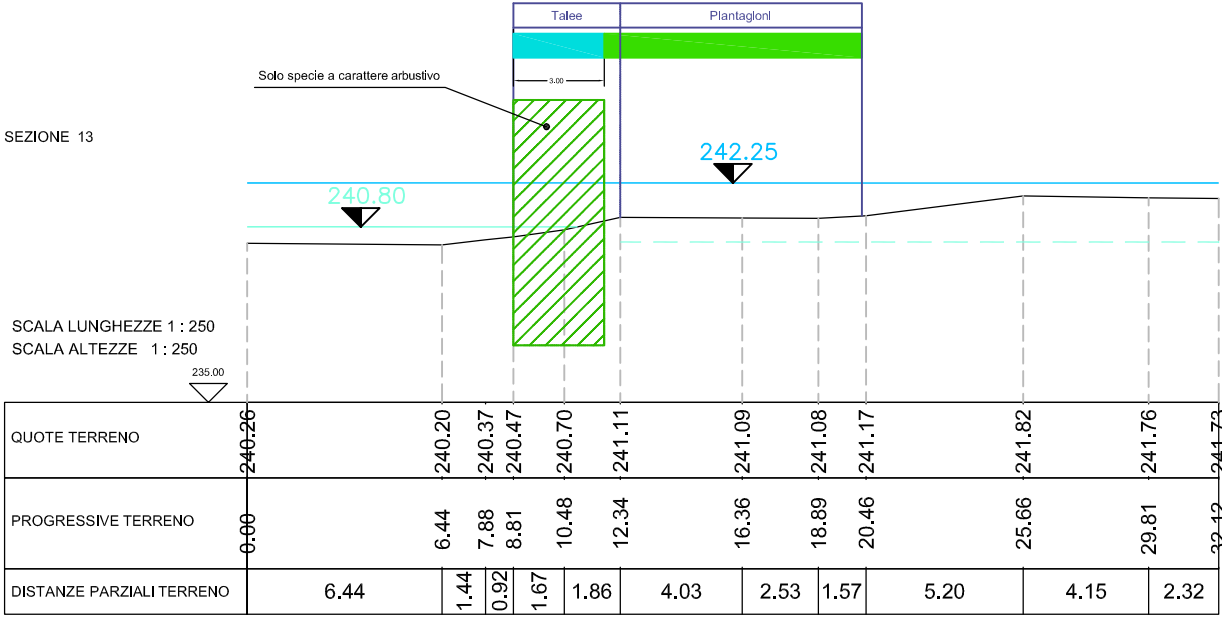 Talee Plantagioni
Solo specie a carattere arbustivo
3.00
SEZIONE 13
242.25
240.80
SCALA LUNGHEZZE 1 : 250
SCALA ALTEZZE 1 : 250
235.00
QUOTE TERRENO 240.26 240.20 240.37 240.47 240.70 241.11 241.09 241.08 241.17 241.82 241.76 241.73
PROGRESSIVE TERRENO 0.00 6.44 7.88 8.81 10.48 12.34 16.36 18.89 20.46 25.66 29.81 32.12
DISTANZE PARZIALI TERRENO 6.44 1.44 0.92 1.67 1.86 4.03 2.53 1.57 5.20 4.15 2.32